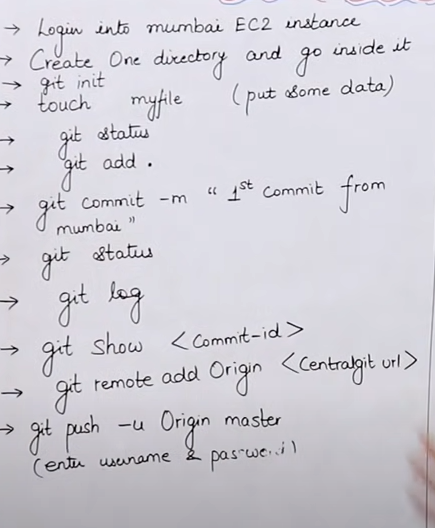 → Login into mumbai EC2 instance
→ Create One directory and go inside it
→ git init
→ touch myfile (put some data)
→ git status
→ git add .
→ git commit -m " 1st commit from
mumbai"
→ git status
→ git log
→ git show <commit-id>
→ git remote add Origin <Centralgit url>
→ git push -u Origin master
(enter username &